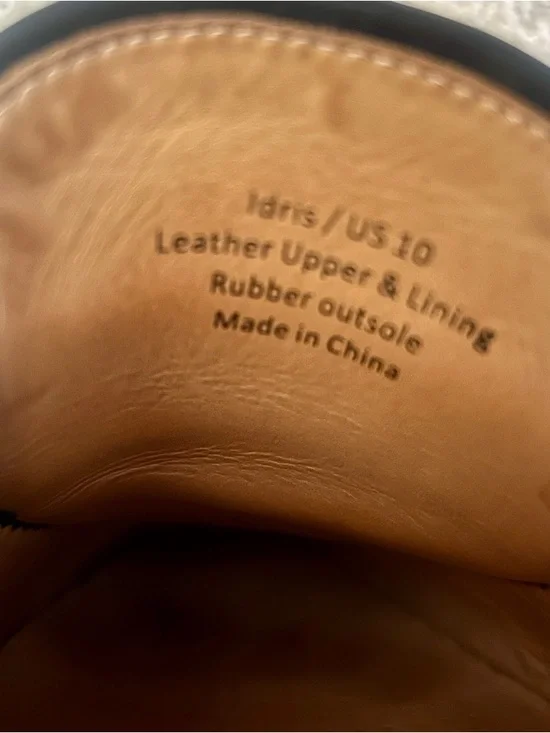 Idris / US 10
Leather Upper & Lining
Rubber outsole
Made in China